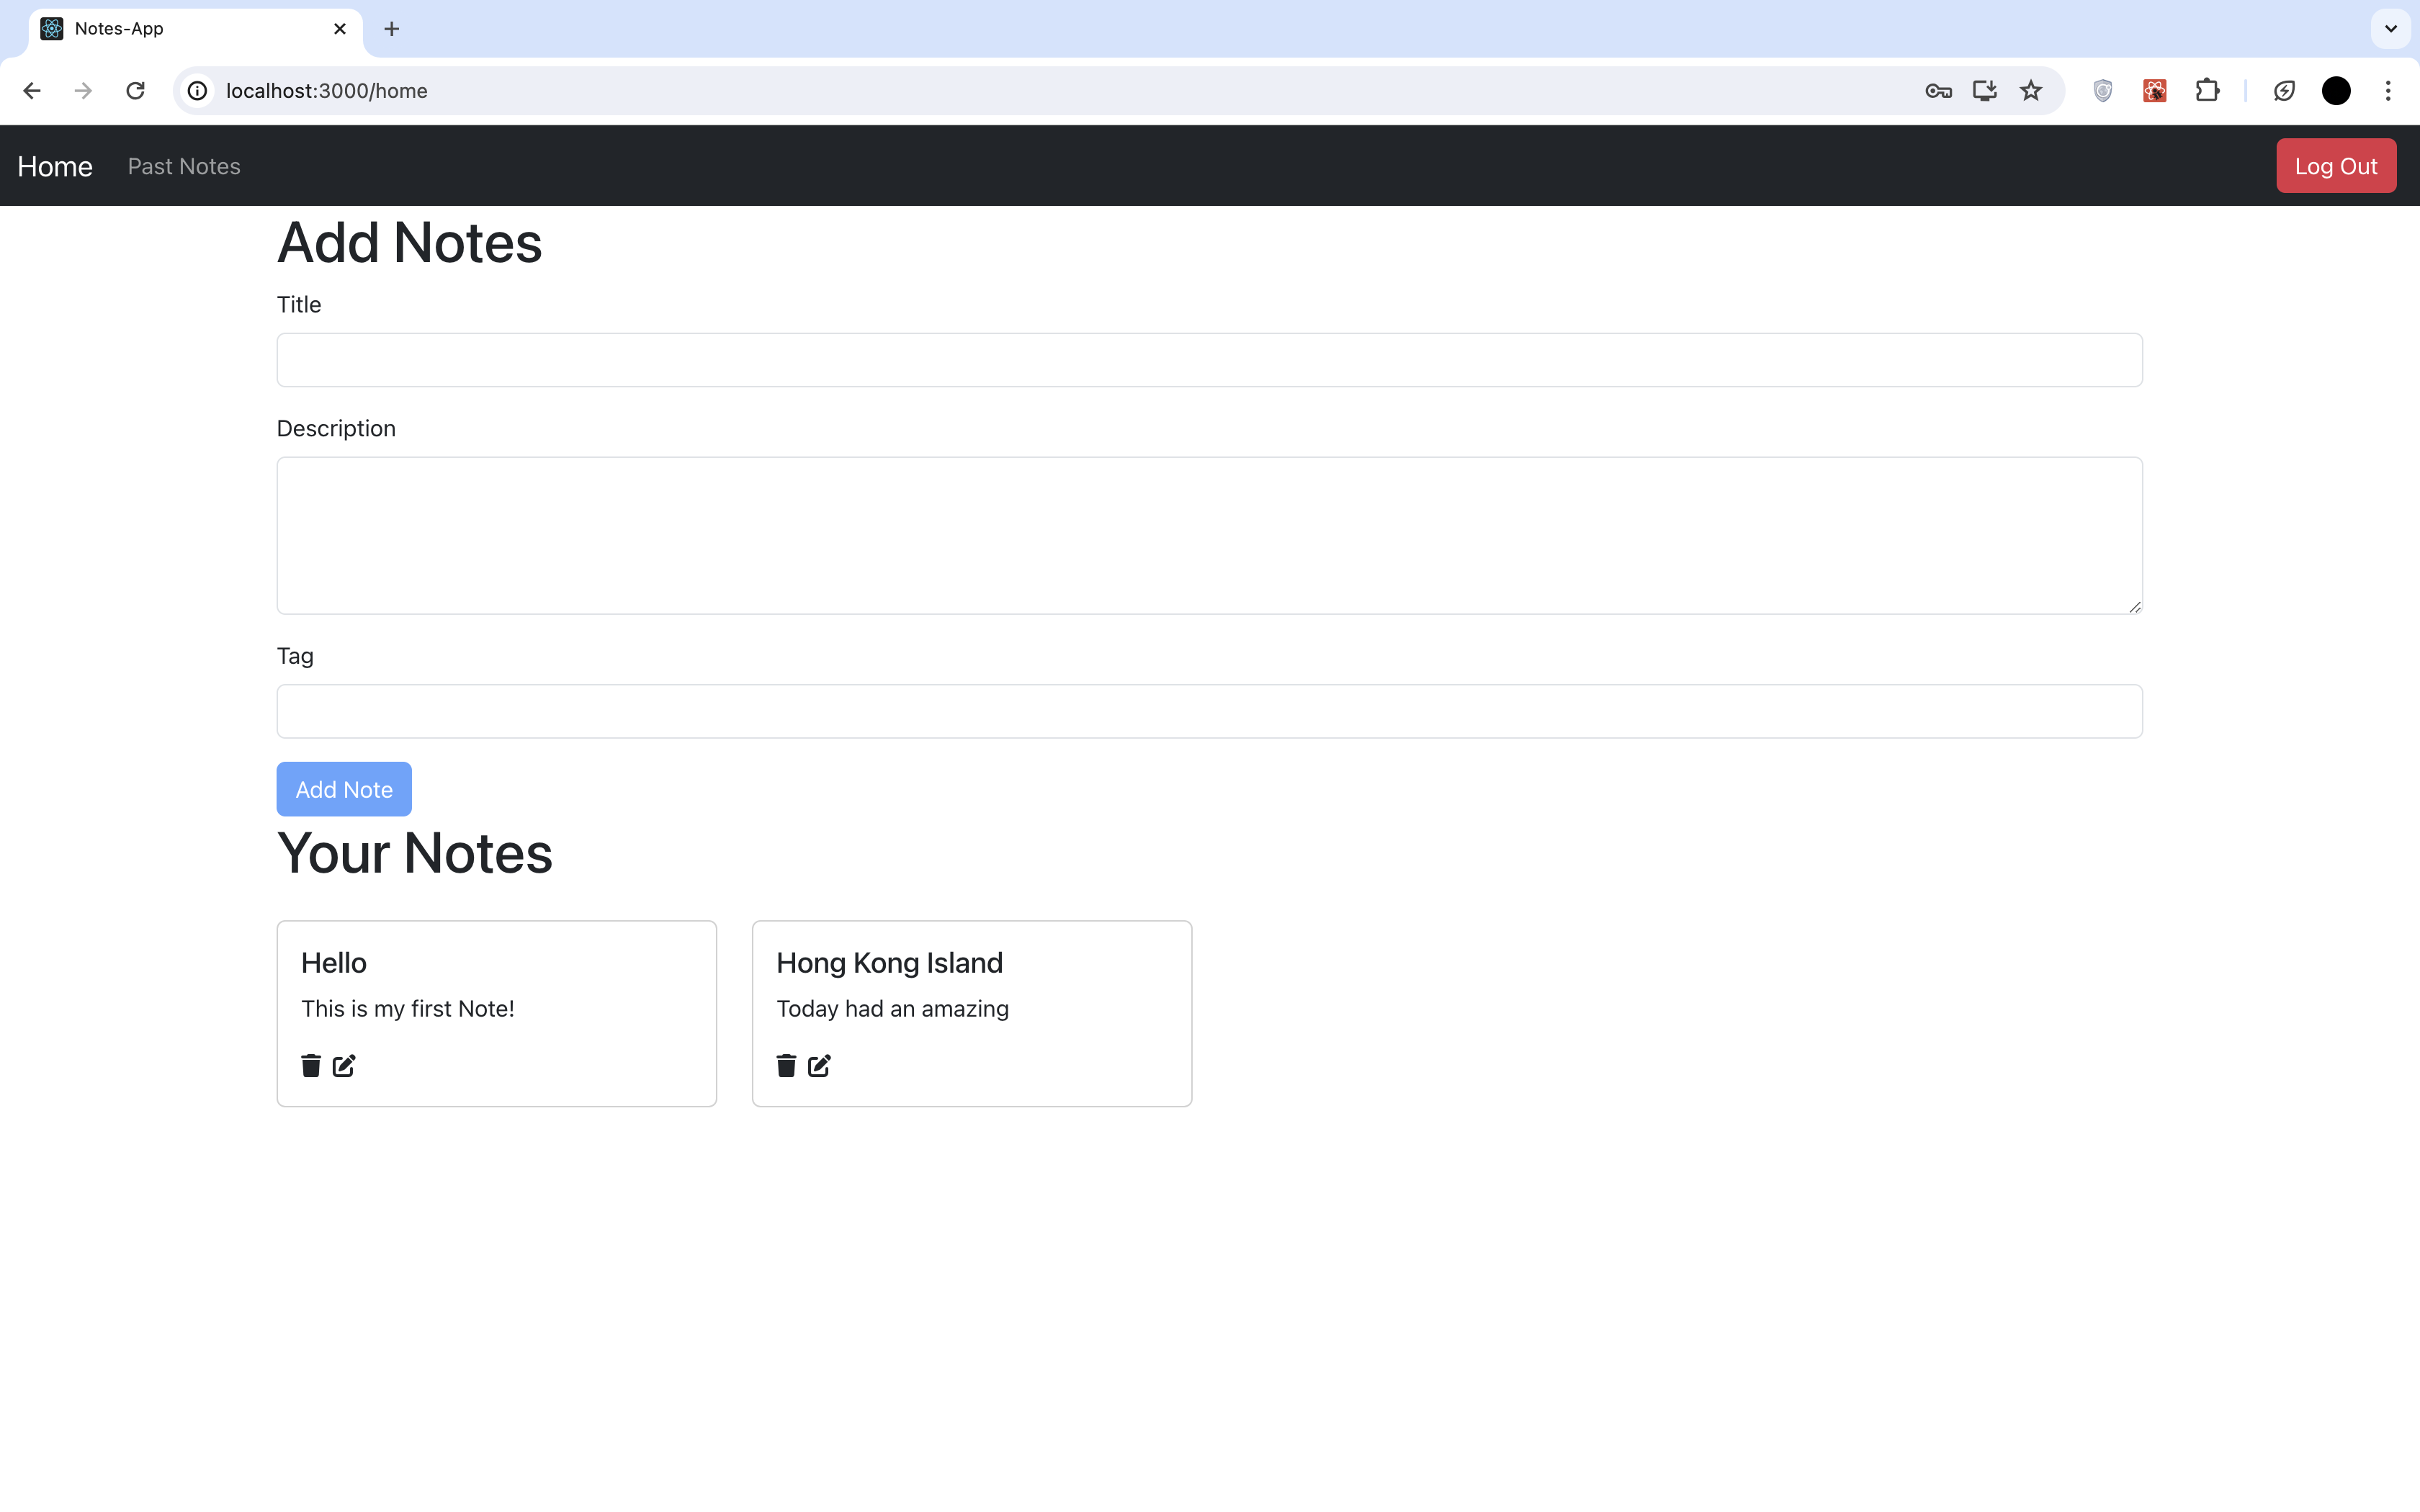 Notes-App
localhost:3000/home
Home Past Notes Log Out
Add Notes
Title
Description
Tag
Add Note
Your Notes
Hello
This is my first Note!
Hong Kong Island
Today had an amazing